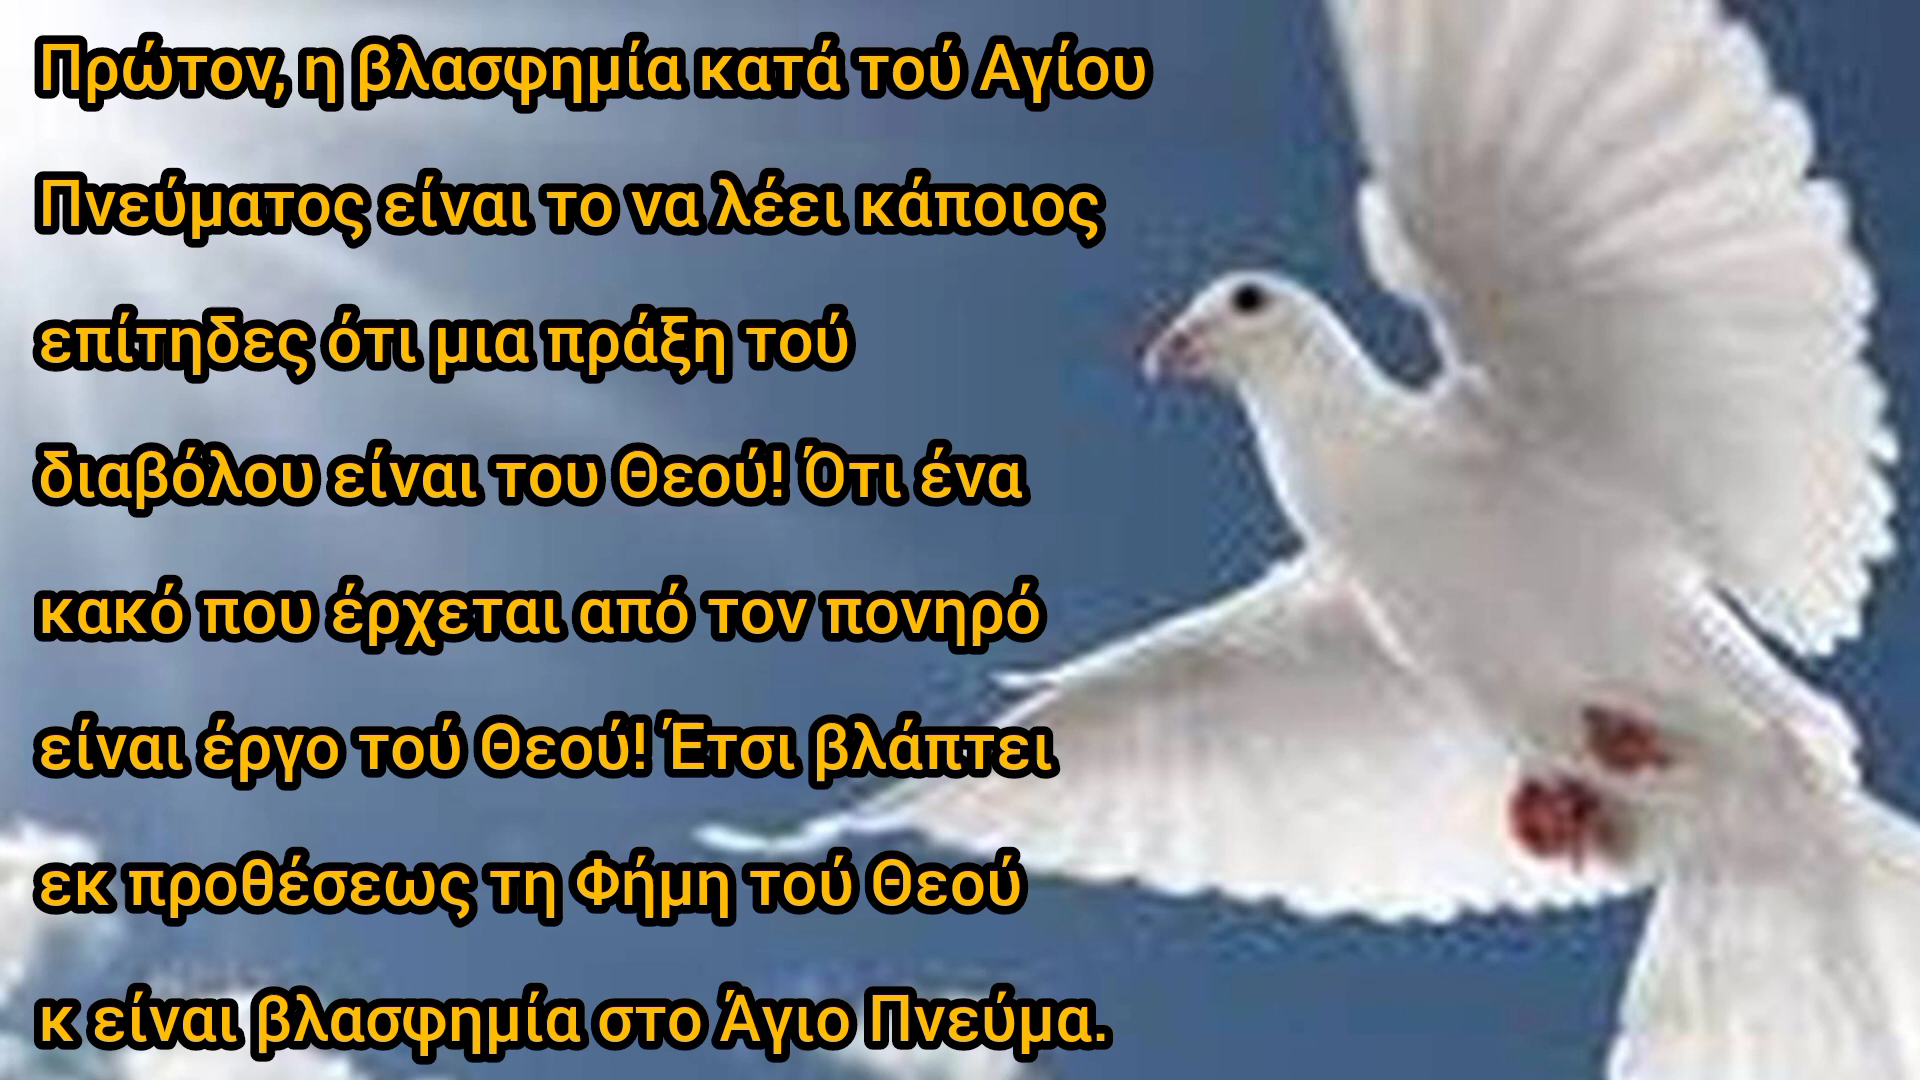 Πρώτον, η βλασφημία κατά τού Αγίου
Πνεύματος είναι το να λέει κάποιος
επίτηδες ότι μια πράξη τού
διαβόλου είναι του Θεού! Ότι ένα
κακό που έρχεται από τον πονηρό
είναι έργο τού Θεού! Έτσι βλάπτει
εκ προθέσεως τη Φήμη τού Θεού
κ είναι βλασφημία στο Άγιο Πνεύμα.